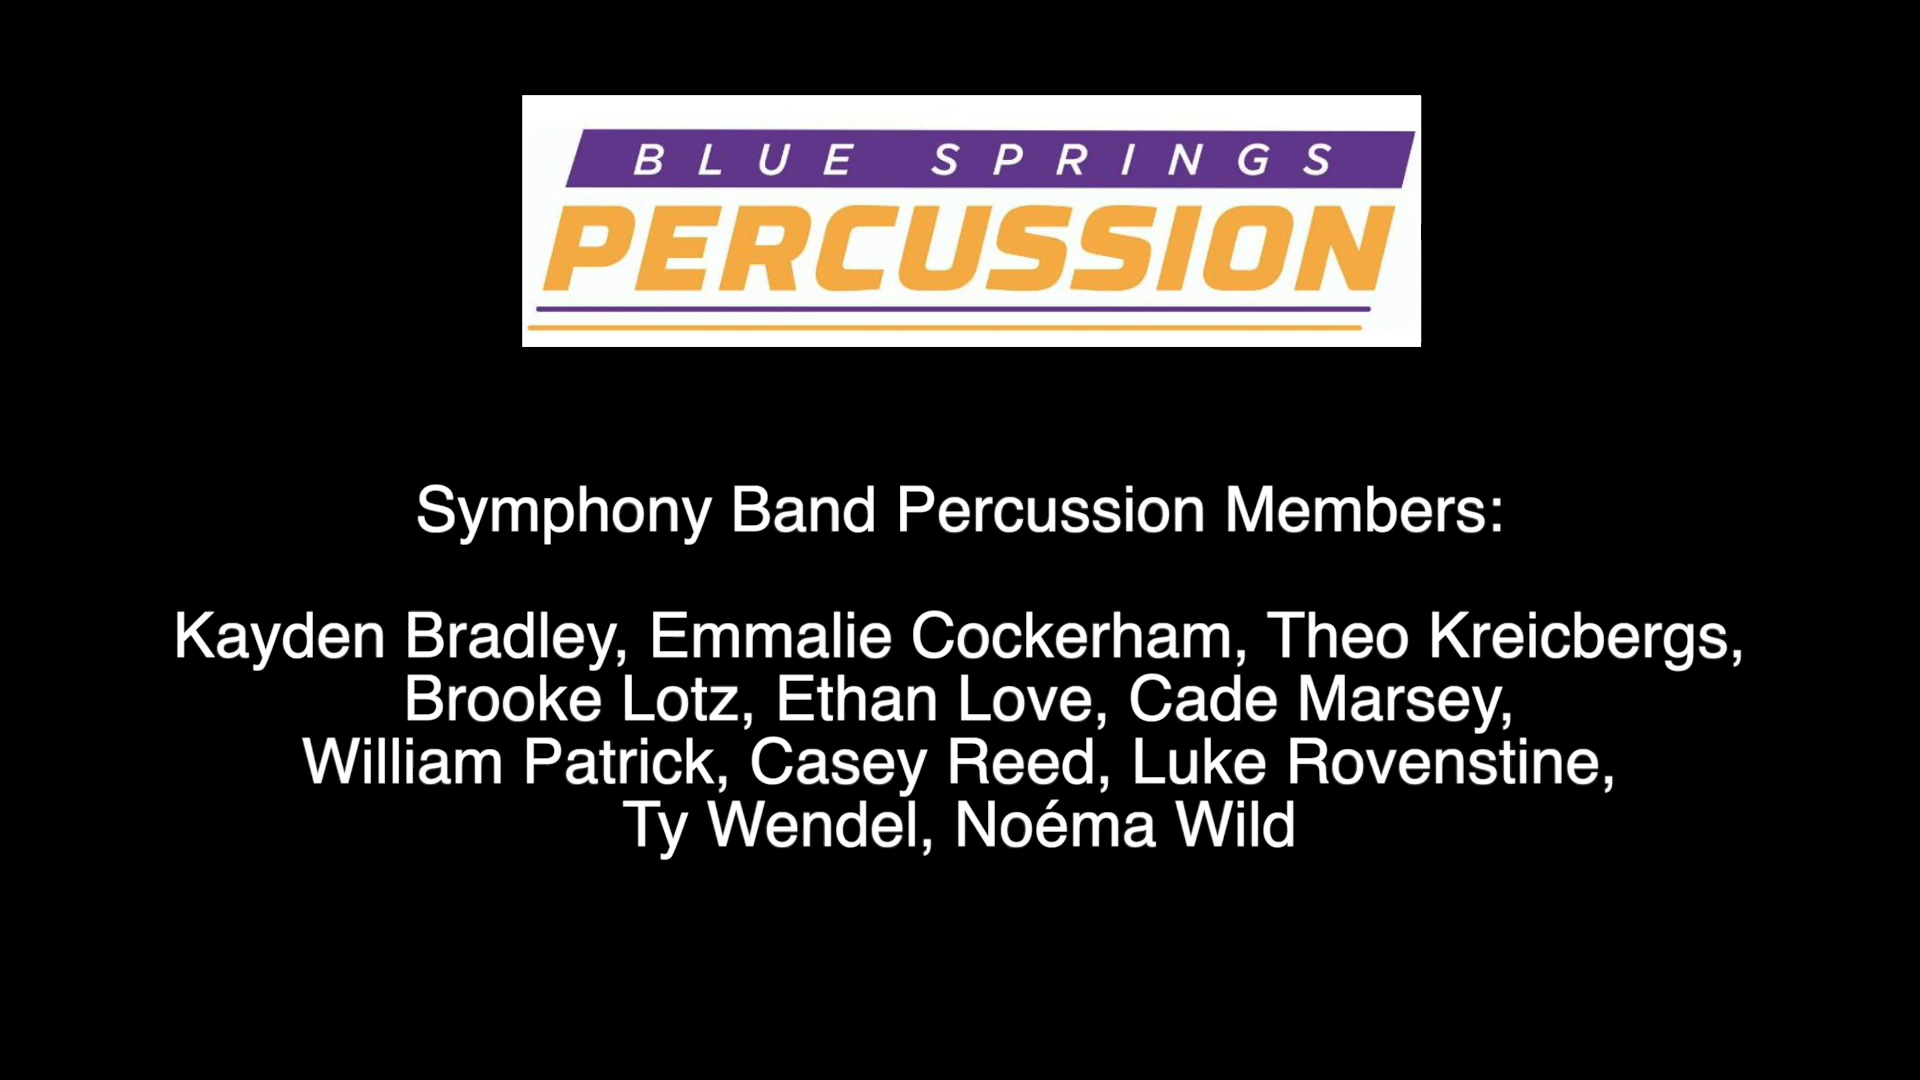 BLUE SPRINGS
PERCUSSION
Symphony Band Percussion Members:
Kayden Bradley, Emmalie Cockerham, Theo Kreicbergs,
Brooke Lotz, Ethan Love, Cade Marsey,
William Patrick, Casey Reed, Luke Rovenstine,
Ty Wendel, Noéma Wild